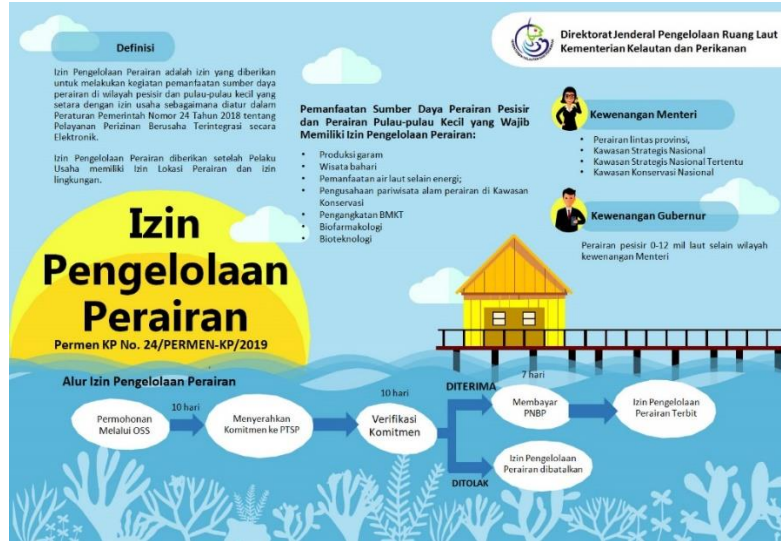 Definisi
Izin Pengelolaan Perairan adalah izin yang diberikan
untuk melakukan kegiatan pemanfaatan sumber daya
perairan di wilayah pesisir dan pulau-pulau kecil yang
setara dengan izin usaha sebagaimana diatur dalam
Peraturan Pemerintah Nomor 24 Tahun 2018 tentang
Pelayanan Perizinan Berusaha Terintegrasi secara
Elektronik.
Izin Pengelolaan Perairan diberikan setelah Pelaku
Usaha memiliki Izin Lokasi Perairan dan izin
lingkungan.
Izin
Pengelolaan
Perairan
Permen KP No. 24/PERMEN-KP/2019
Pemanfaatan Sumber Daya Perairan Pesisir
dan Perairan Pulau-pulau Kecil yang Wajib
Memiliki Izin Pengelolaan Perairan:
• Produksi garam
• Wisata bahari
• Pemanfaatan air laut selain energi;
• Pengusahaan pariwisata alam perairan di Kawasan
Konservasi
• Pengangkatan BMKT
• Biofarmakologi
• Bioteknologi
Direktorat Jenderal Pengelolaan Ruang Laut
Kementerian Kelautan dan Perikanan
Kewenangan Menteri
• Perairan lintas provinsi,
• Kawasan Strategis Nasional
• Kawasan Strategis Nasional Tertentu
• Kawasan Konservasi Nasional
Kewenangan Gubernur
Perairan pesisir 0-12 mil laut selain wilayah
kewenangan Menteri
Alur Izin Pengelolaan Perairan
Permohonan
Melalui OSS
10 hari
Menyerahkan
Komitmen ke PTSP
10 hari
Verifikasi
Komitmen
DITERIMA
7 hari
Membayar
PNBP
Izin Pengelolaan
Perairan Terbit
DITOLAK
Izin Pengelolaan
Perairan dibatalkan